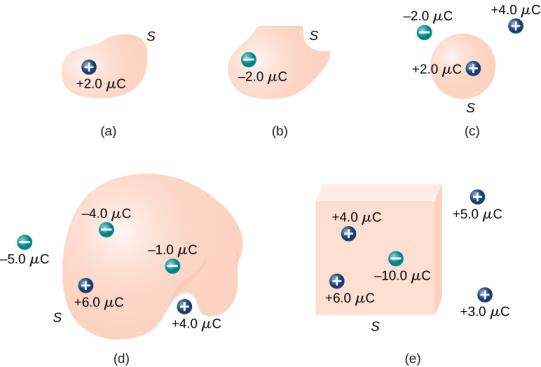 S
+2.0 μC
(a)
S
−2.0 μC
(b)
−2.0 μC
+4.0 μC
+2.0 μC
S
(c)
−4.0 μC
−1.0 μC
−5.0 μC
+6.0 μC
S
+4.0 μC
(d)
+4.0 μC
+5.0 μC
−10.0 μC
+6.0 μC
+3.0 μC
S
(e)